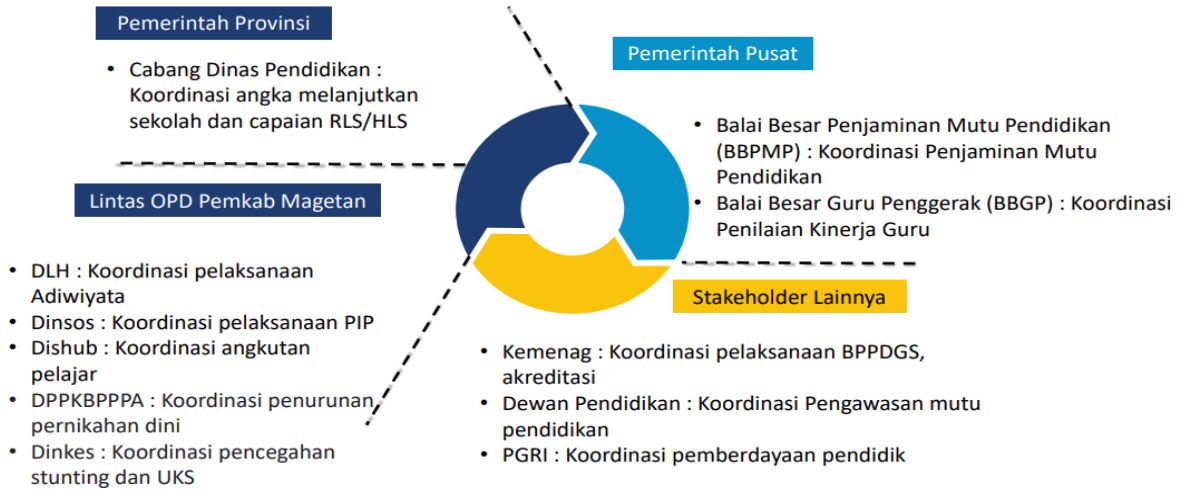 Pemerintah Provinsi
• Cabang Dinas Pendidikan :
Koordinasi angka melanjutkan
sekolah dan capaian RLS/HLS
Pemerintah Pusat
• Balai Besar Penjaminan Mutu Pendidikan
(BBPMP) : Koordinasi Penjaminan Mutu
Pendidikan
• Balai Besar Guru Penggerak (BBGP) : Koordinasi
Penilaian Kinerja Guru
Lintas OPD Pemkab Magetan
• DLH : Koordinasi pelaksanaan
Adiwiyata
• Dinsos : Koordinasi pelaksanaan PIP
• Dishub : Koordinasi angkutan
pelajar
• DPPKBPPPA : Koordinasi penurunan
pernikahan dini
• Dinkes : Koordinasi pencegahan
stunting dan UKS
Stakeholder Lainnya
• Kemenag : Koordinasi pelaksanaan BPPDGS,
akreditasi
• Dewan Pendidikan : Koordinasi Pengawasan mutu
pendidikan
• PGRI : Koordinasi pemberdayaan pendidik